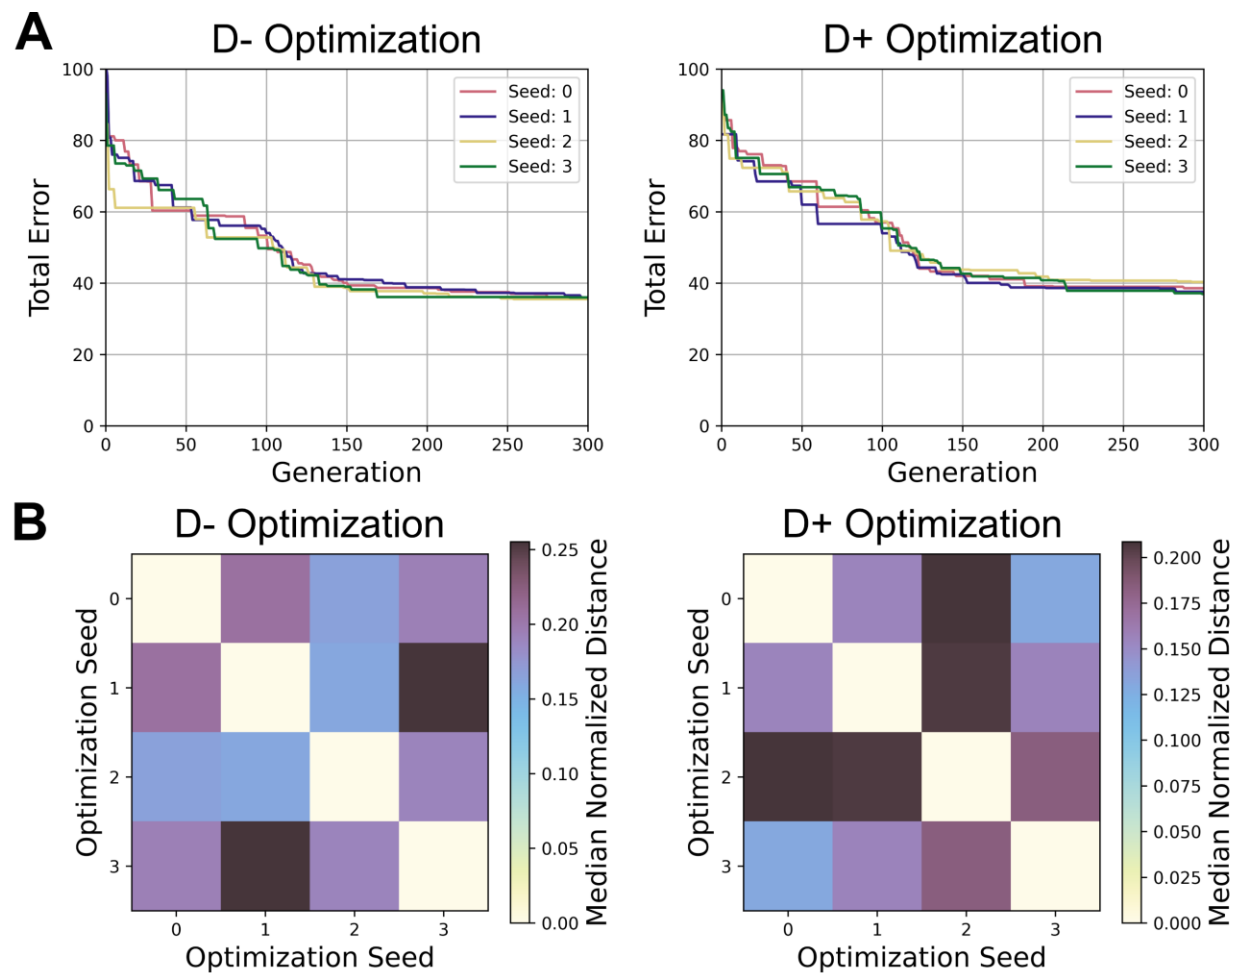 A
D- Optimization
D+ Optimization
100
80
60
40
20
0
Total Error
Seed: 0
Seed: 1
Seed: 2
Seed: 3
0 50 100 150 200 250 300
Generation
100
80
60
40
20
0
Total Error
Seed: 0
Seed: 1
Seed: 2
Seed: 3
0 50 100 150 200 250 300
Generation
B
D- Optimization
D+ Optimization
0
1
2
3
Optimization Seed
0 1 2 3
Optimization Seed
0.25
0.20
0.15
0.10
0.05
0.00
Median Normalized Distance
0
1
2
3
Optimization Seed
0 1 2 3
Optimization Seed
0.200
0.175
0.150
0.125
0.100
0.075
0.050
0.025
0.000
Median Normalized Distance